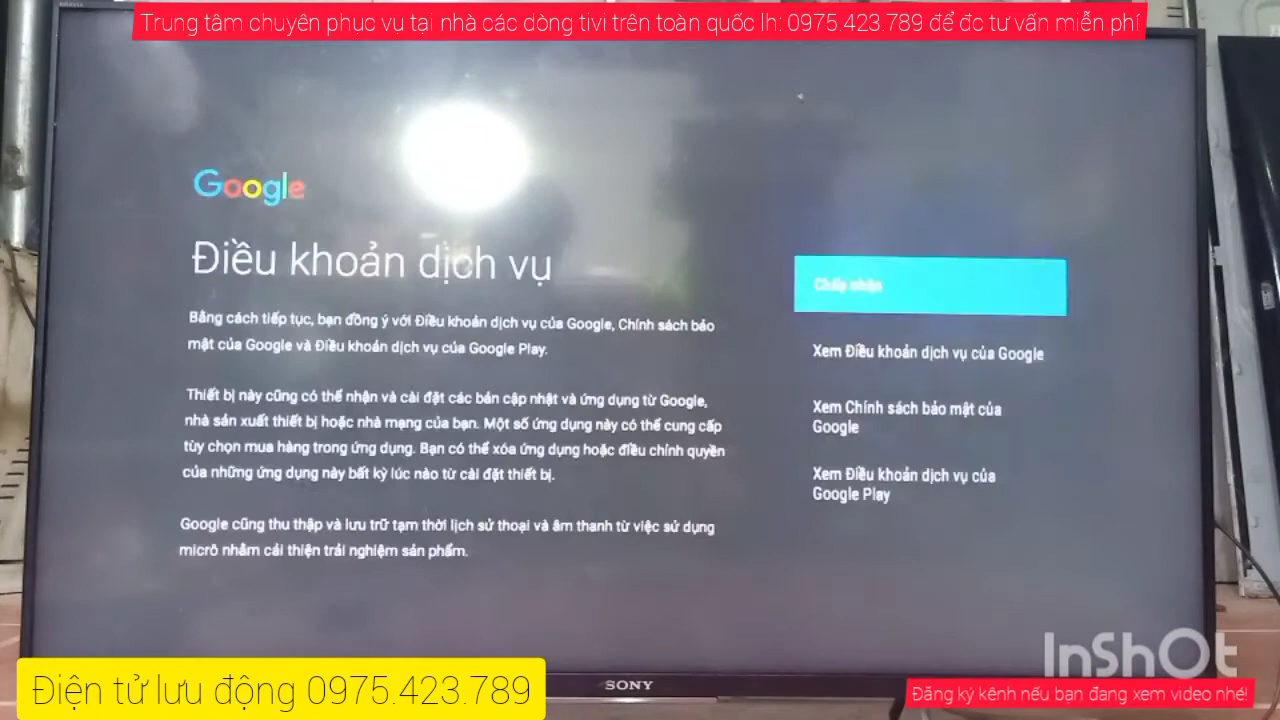 Trung tâm chuyên phục vụ tại nhà các dòng tivi trên toàn quốc lh: 0975.423.789 để đc tư vấn miễn phí
Google
Điều khoản dịch vụ
Bằng cách tiếp tục, bạn đồng ý với Điều khoản dịch vụ của Google, Chính sách bảo
mật của Google và Điều khoản dịch vụ của Google Play.
Thiết bị này cũng có thể nhận và cài đặt các bản cập nhật và ứng dụng từ Google,
nhà sản xuất thiết bị hoặc nhà mạng của bạn. Một số ứng dụng này có thể cung cấp
tùy chọn mua hàng trong ứng dụng. Bạn có thể xóa ứng dụng hoặc điều chỉnh quyền
của những ứng dụng này bất kỳ lúc nào từ cài đặt thiết bị.
Google cũng thu thập và lưu trữ tạm thời lịch sử thoại và âm thanh từ việc sử dụng
micrô nhằm cải thiện trải nghiệm sản phẩm.
Chấp nhận
Xem Điều khoản dịch vụ của Google
Xem Chính sách bảo mật của
Google
Xem Điều khoản dịch vụ của
Google Play
InShOt
SONY
Điện tử lưu động 0975.423.789
Đăng ký kênh nếu bạn đang xem video nhé!